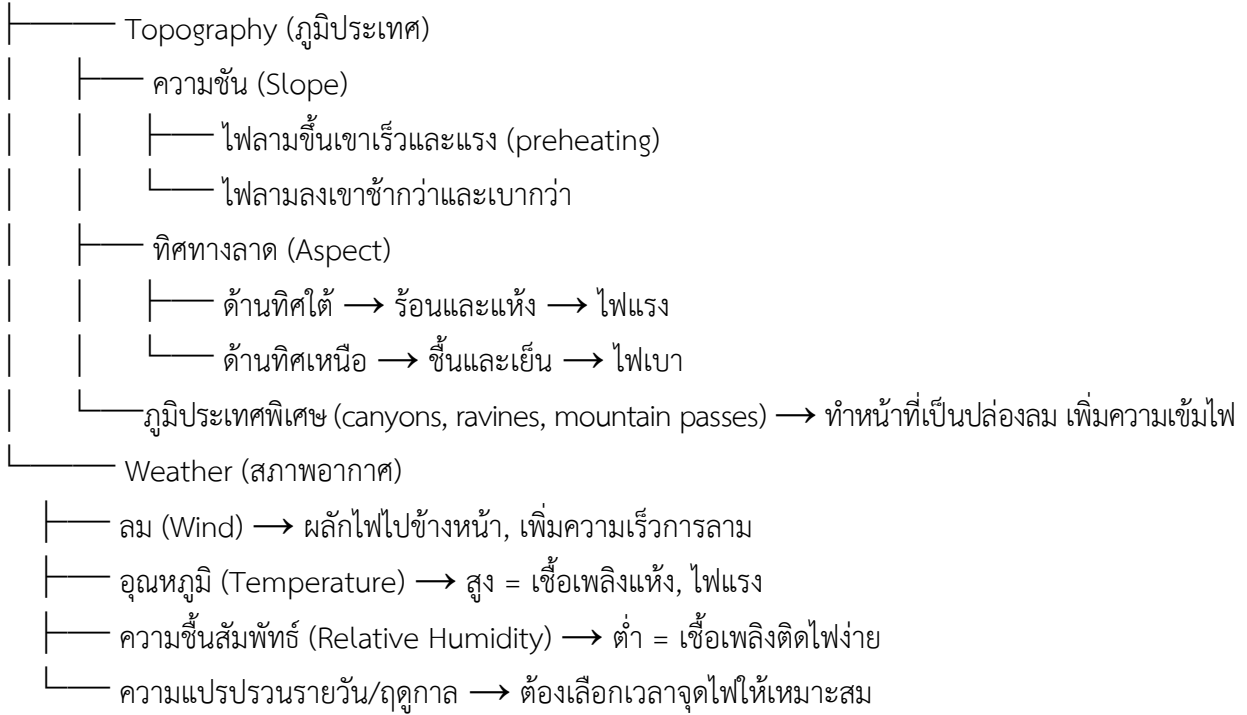 Topography (ภูมิประเทศ)
ความชัน (Slope)
ไฟลามขึ้นเขาเร็วและแรง (preheating)
ไฟลามลงเขาช้ากว่าและเบากว่า
ทิศทางลาด (Aspect)
ด้านทิศใต้ → ร้อนและแห้ง → ไฟแรง
ด้านทิศเหนือ → ชื้นและเย็น → ไฟเบา
ภูมิประเทศพิเศษ (canyons, ravines, mountain passes) → ทำหน้าที่เป็นปล่องลม เพิ่มความเข้มไฟ
Weather (สภาพอากาศ)
ลม (Wind) → ผลักไฟไปข้างหน้า, เพิ่มความเร็วการลาม
อุณหภูมิ (Temperature) → สูง = เชื้อเพลิงแห้ง, ไฟแรง
ความชื้นสัมพัทธ์ (Relative Humidity) → ต่ำ = เชื้อเพลิงติดไฟง่าย
ความแปรปรวนรายวัน/ฤดูกาล → ต้องเลือกเวลาจุดไฟให้เหมาะสม